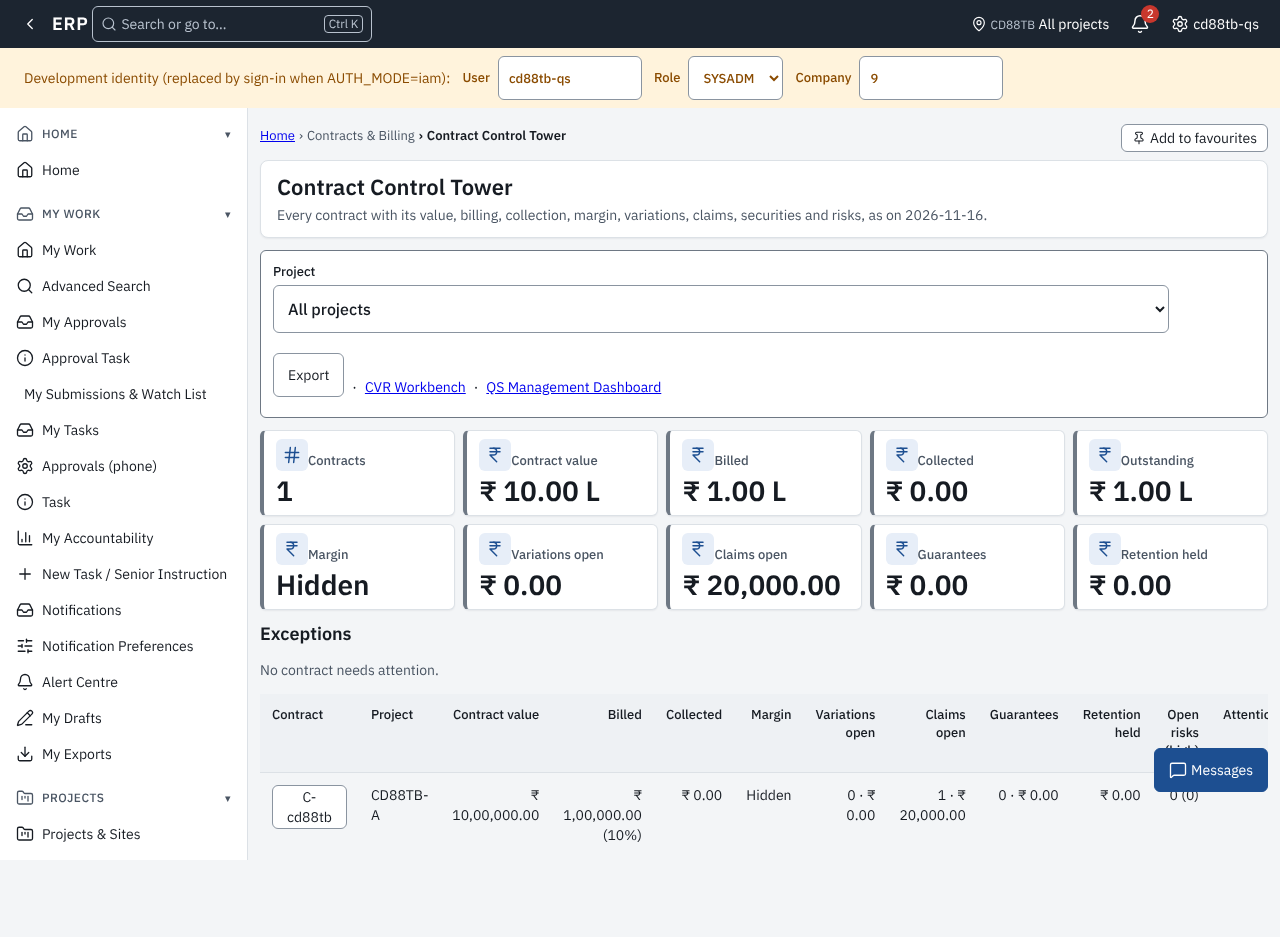 ERP
Search or go to...
Ctrl K
CD88TB All projects
2
cd88tb-qs
Development identity (replaced by sign-in when AUTH_MODE=iam):
User
cd88tb-qs
Role
SYSADM
Company
9
HOME
Home
MY WORK
My Work
Advanced Search
My Approvals
Approval Task
My Submissions & Watch List
My Tasks
Approvals (phone)
Task
My Accountability
New Task / Senior Instruction
Notifications
Notification Preferences
Alert Centre
My Drafts
My Exports
PROJECTS
Projects & Sites
Home › Contracts & Billing › Contract Control Tower
Add to favourites
Contract Control Tower
Every contract with its value, billing, collection, margin, variations, claims, securities and risks, as on 2026-11-16.
Project
All projects
Export · CVR Workbench · QS Management Dashboard
# Contracts
1
₹ Contract value
₹ 10.00 L
₹ Billed
₹ 1.00 L
₹ Collected
₹ 0.00
₹ Outstanding
₹ 1.00 L
₹ Margin
Hidden
₹ Variations open
₹ 0.00
₹ Claims open
₹ 20,000.00
₹ Guarantees
₹ 0.00
₹ Retention held
₹ 0.00
Exceptions
No contract needs attention.
Contract
Project
Contract value
Billed
Collected
Margin
Variations
open
Claims
open
Guarantees
Retention
held
Open
risks
C-
cd88tb
CD88TB-
A
₹
10,00,000.00
₹
1,00,000.00
(10%)
₹ 0.00
Hidden
0 · ₹
0.00
1 · ₹
20,000.00
0 · ₹ 0.00
₹ 0.00
0 (0)
Messages